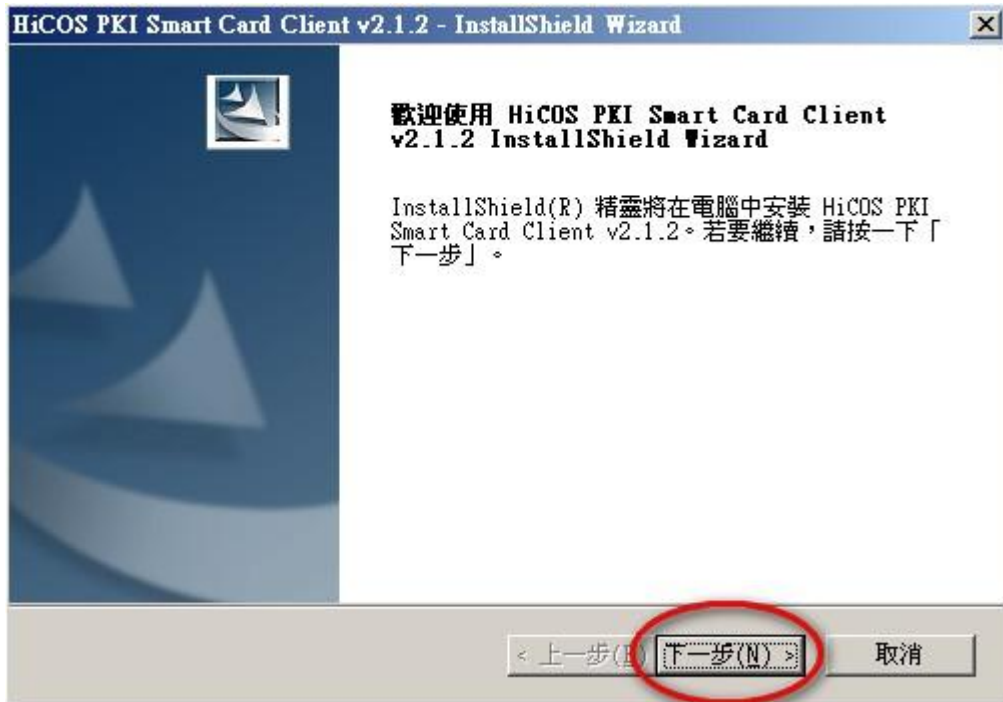 HiCOS PKI Smart Card Client v2.1.2 - InstallShield Wizard
歡迎使用 HiCOS PKI Smart Card Client
v2.1.2 InstallShield Wizard
InstallShield(R) 精靈將在電腦中安裝 HiCOS PKI
Smart Card Client v2.1.2。若要繼續，請按一下「
下一步」。
< 上一步(B) 下一步(N) > 取消